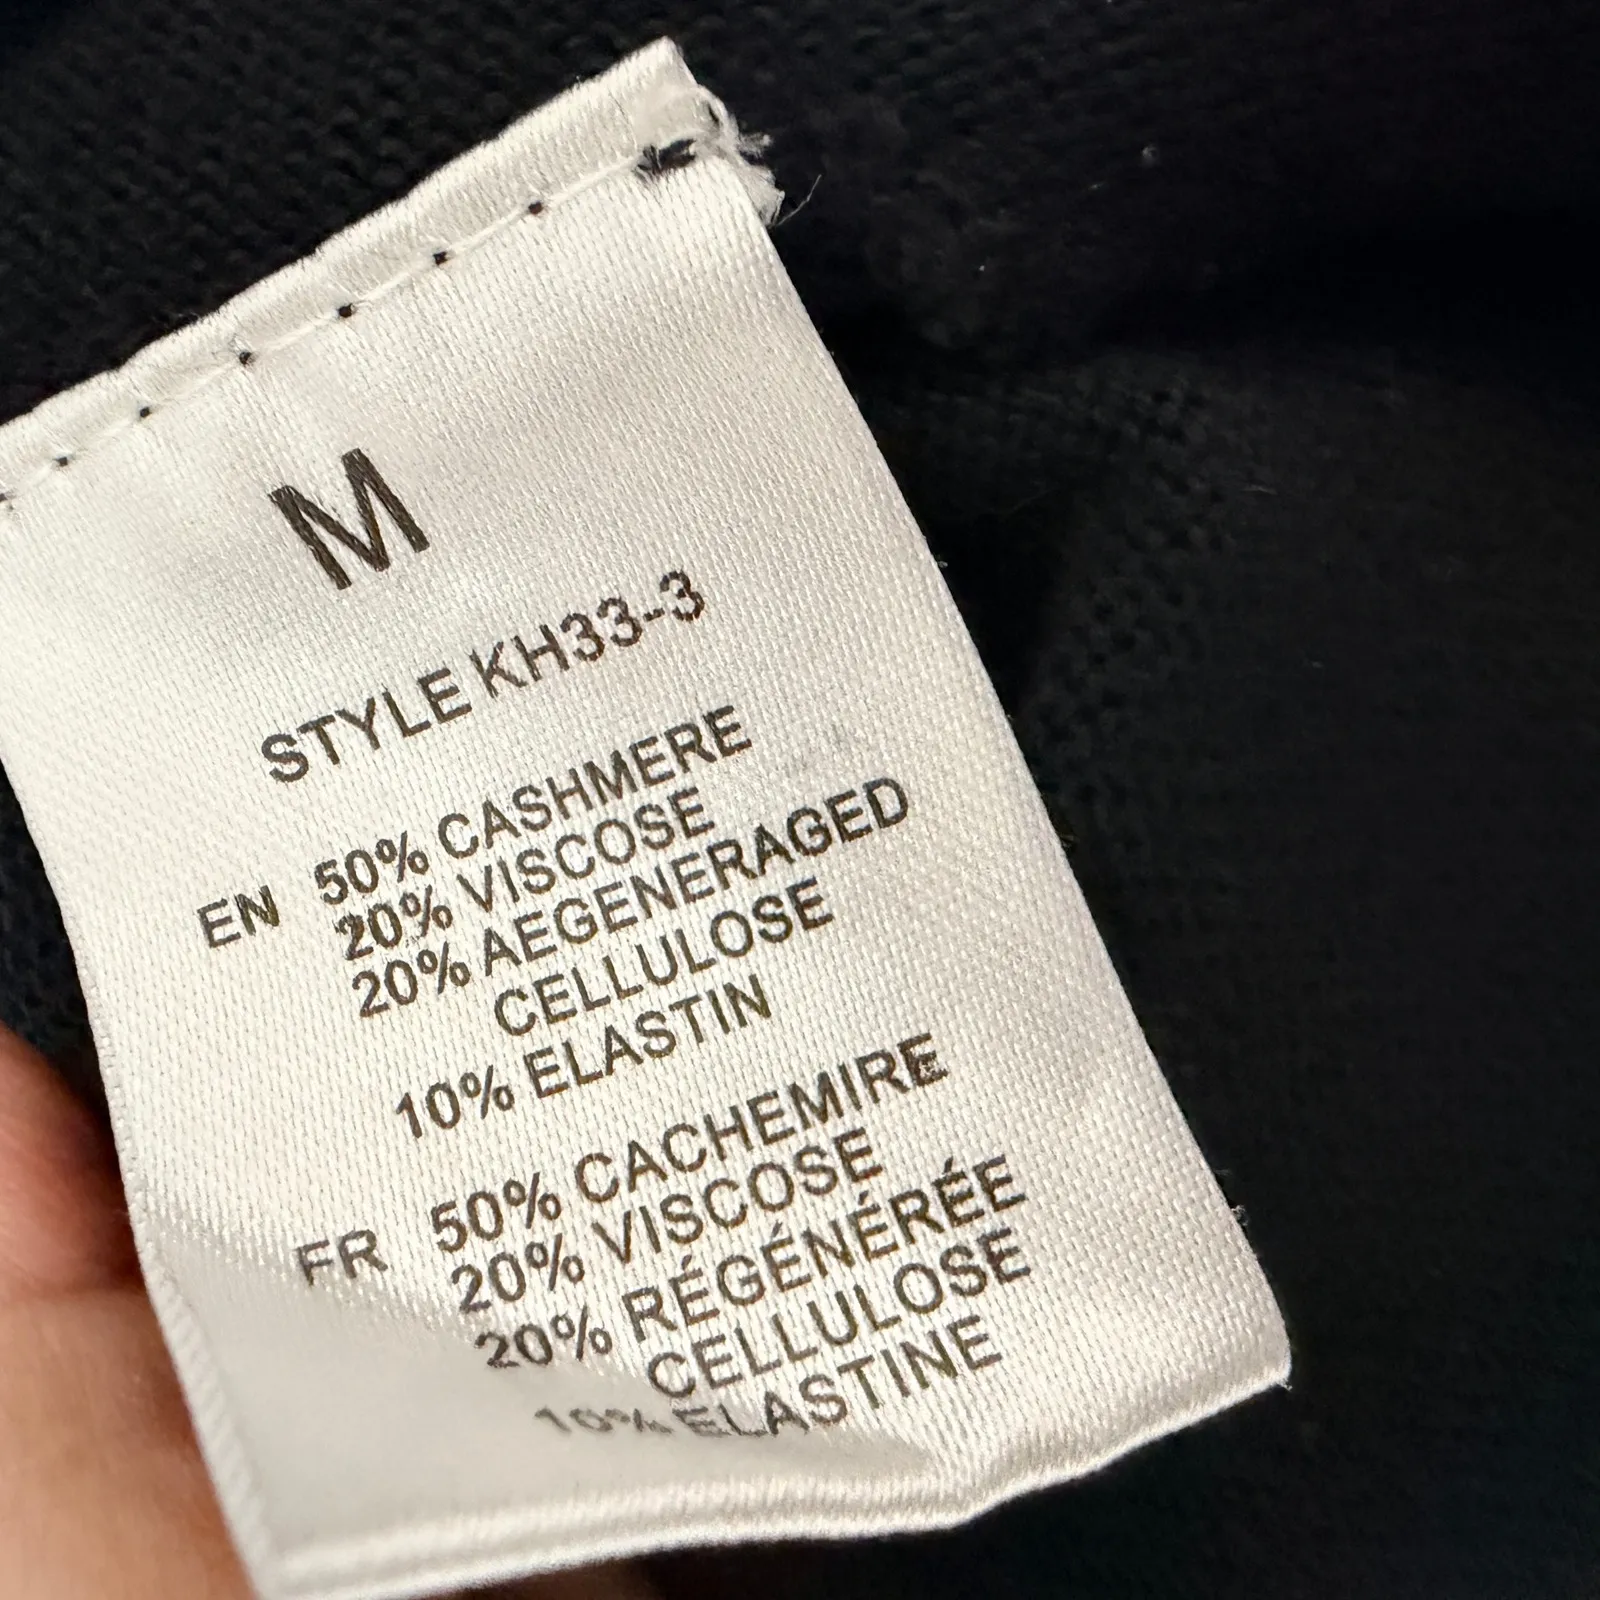 M
STYLE KH33-3
EN 50% CASHMERE
20% VISCOSE
20% AEGENERAGED
CELLULOSE
10% ELASTIN
FR 50% CACHEMIRE
20% VISCOSE
20% RÉGÉNÉRÉE
CELLULOSE
10% ELASTINE